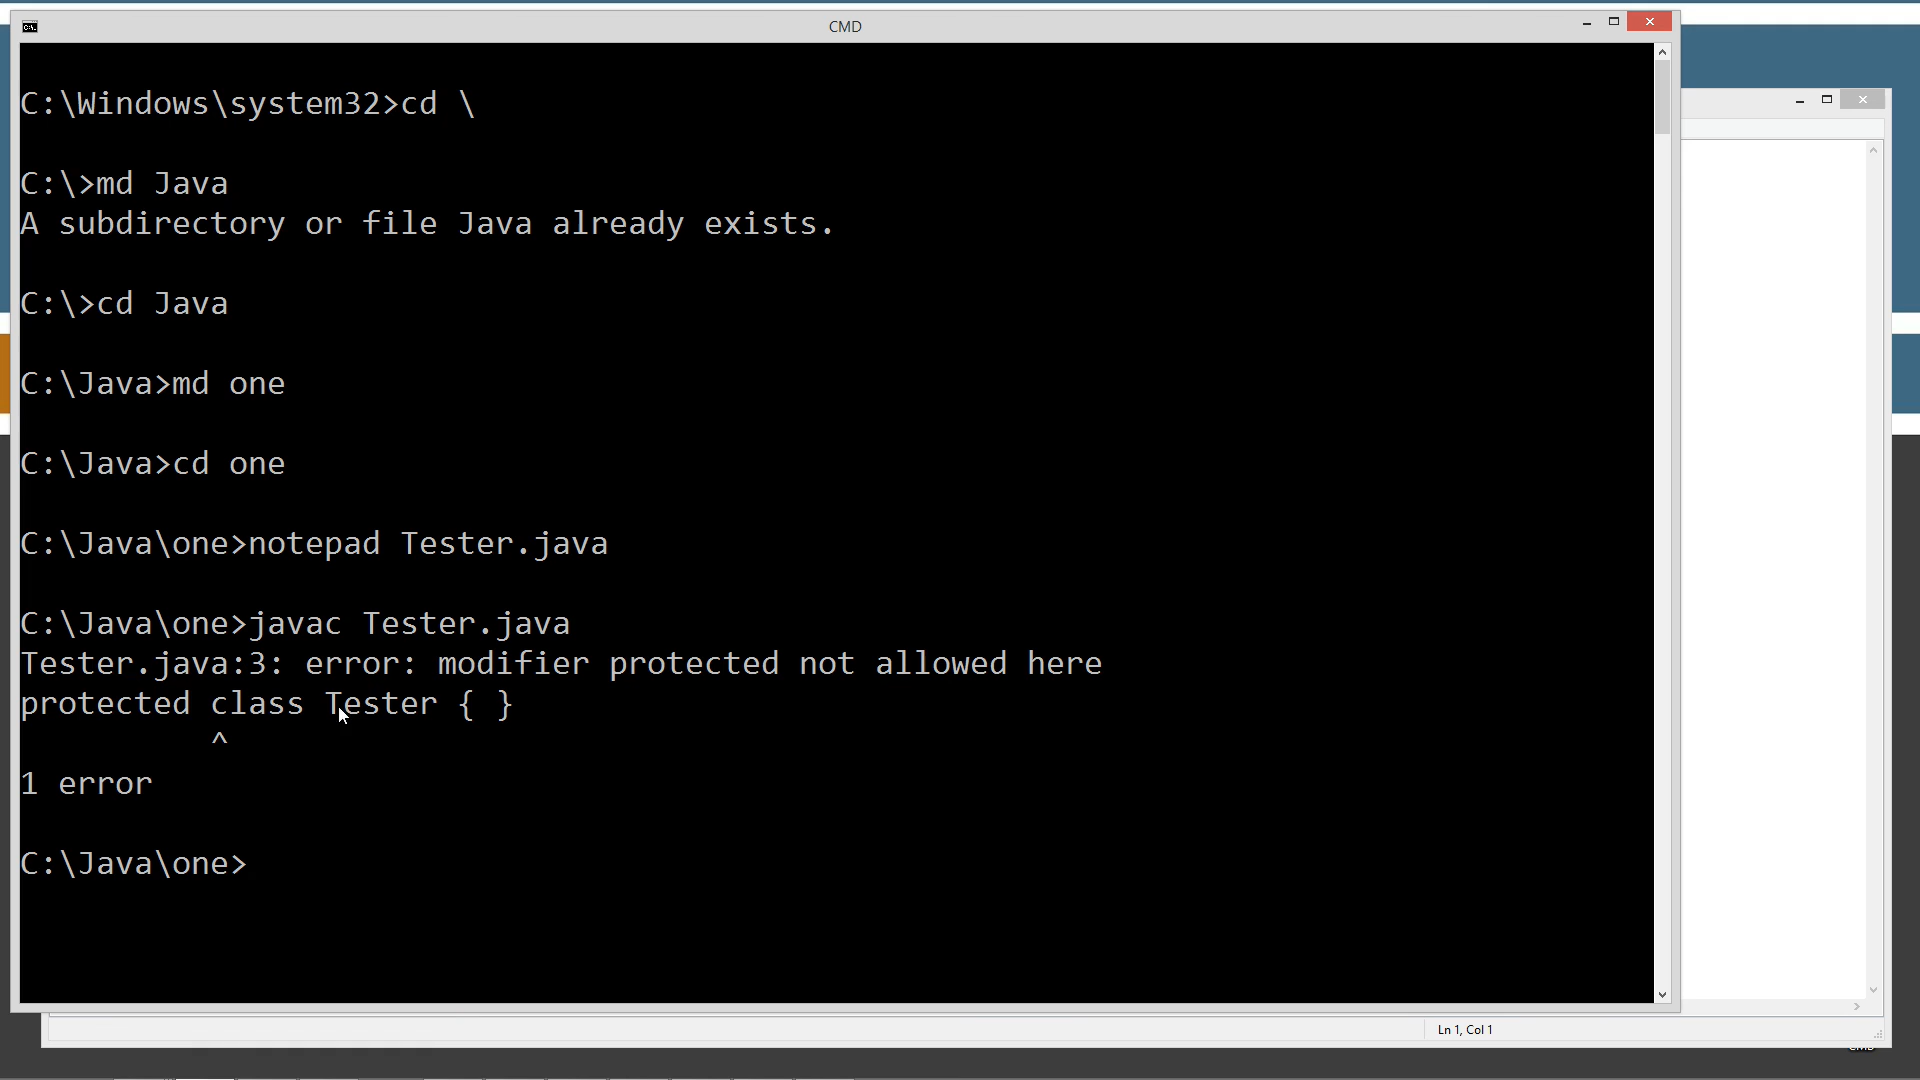 CMD
C:\Windows\system32>cd \
C:\>md Java
A subdirectory or file Java already exists.
C:\>cd Java
C:\Java>md one
C:\Java>cd one
C:\Java\one>notepad Tester.java
C:\Java\one>javac Tester.java
Tester.java:3: error: modifier protected not allowed here
protected class Tester { }
^
1 error
C:\Java\one>
Ln 1, Col 1